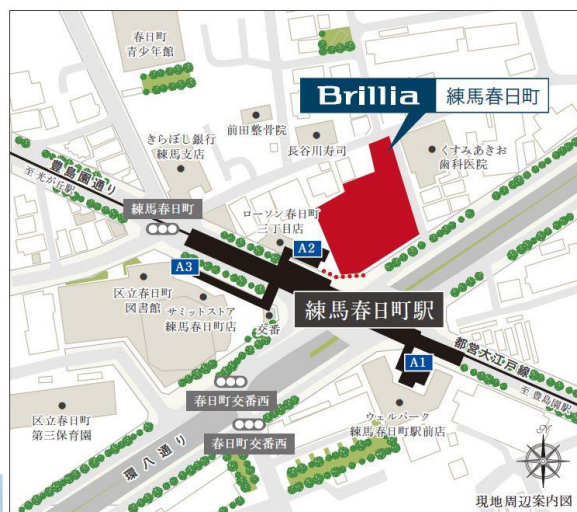 春日町
青少年館
Brillia 練馬春日町
前田整骨院
きらぼし銀行
練馬支店
長谷川寿司
くすみあきお
歯科医院
豊島園通り
至 光が丘駅
練馬春日町
ローソン春日町
三丁目店
A2
A3
区立春日町
図書館
サミットストア
練馬春日町店
交番
練馬春日町駅
都営大江戸線
至 豊島園駅
A1
春日町交番西
春日町交番西
区立春日町
第三保育園
ウェルパーク
練馬春日町駅前店
環八通り
N
現地周辺案内図